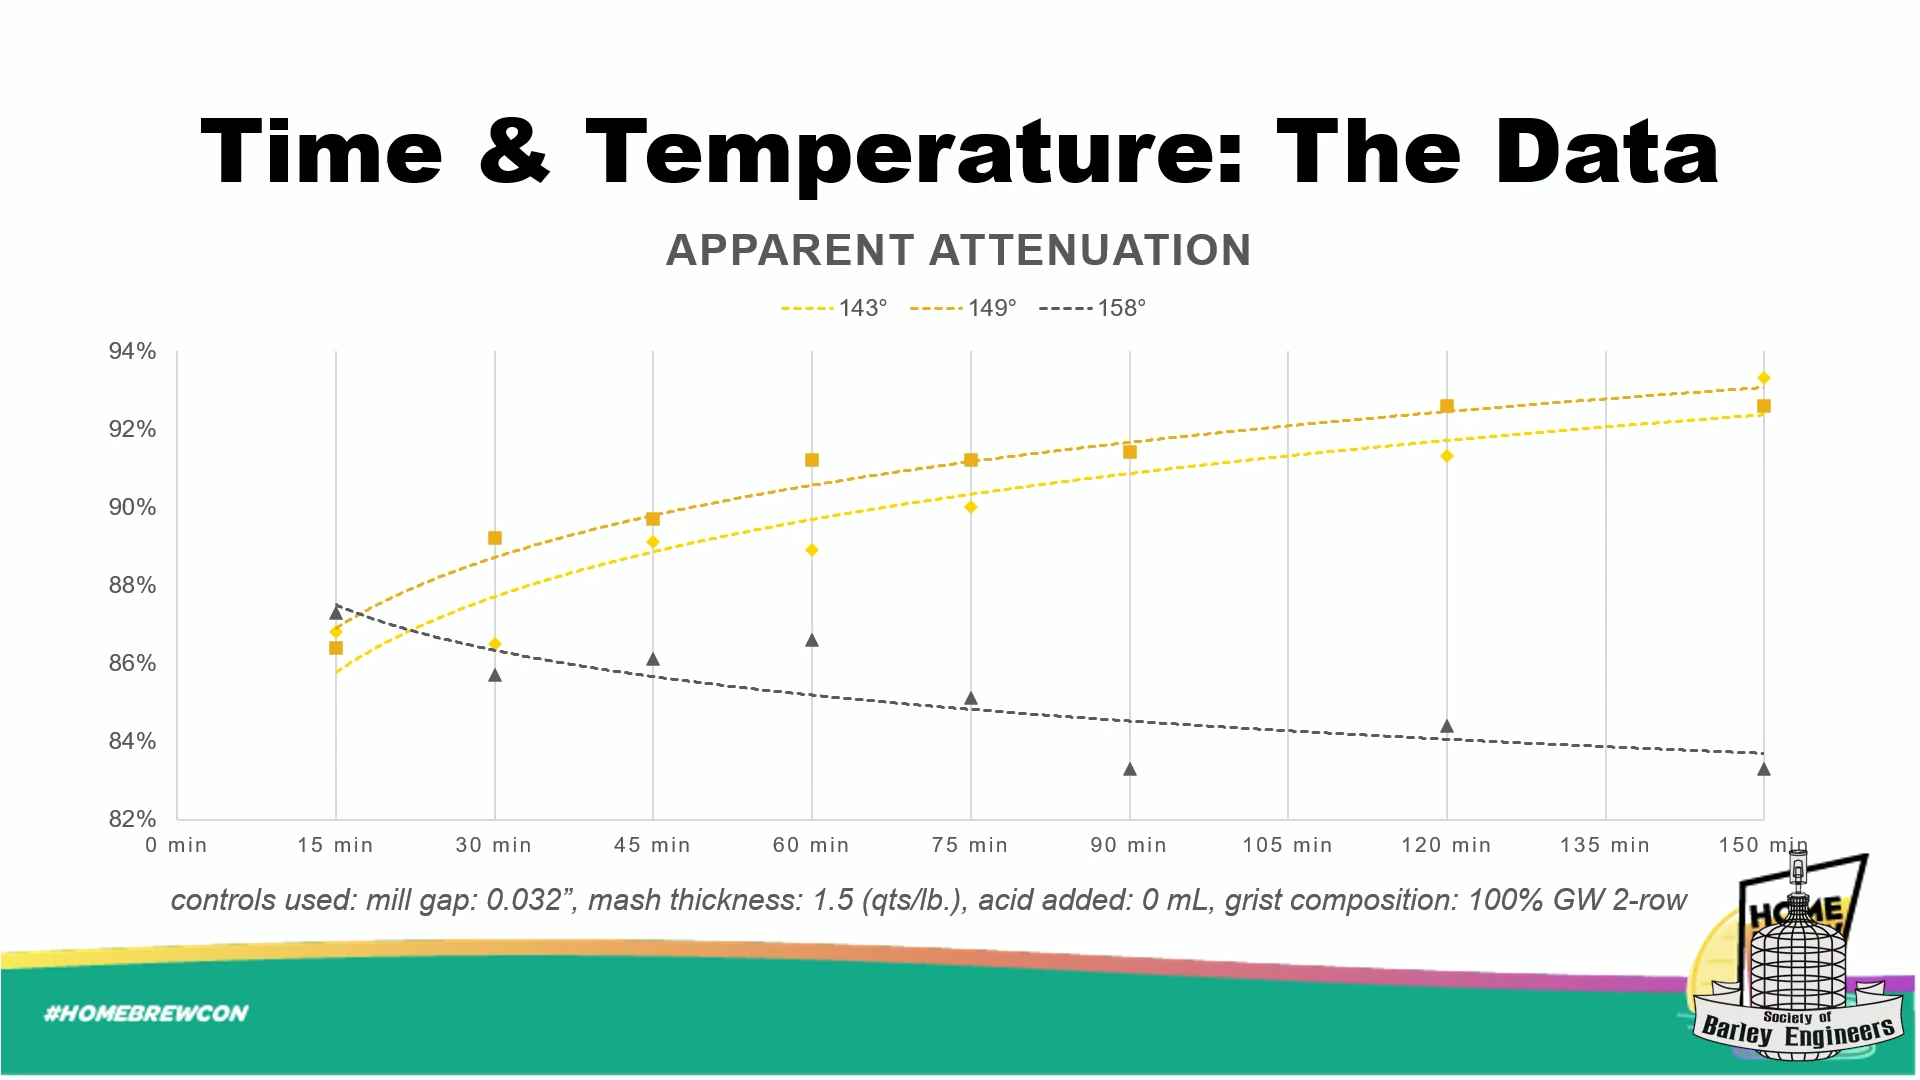 Time & Temperature: The Data
APPARENT ATTENUATION
143° 149° 158°
94%
92%
90%
88%
86%
84%
82%
0 min 15 min 30 min 45 min 60 min 75 min 90 min 105 min 120 min 135 min 150 min
controls used: mill gap: 0.032”, mash thickness: 1.5 (qts/lb.), acid added: 0 mL, grist composition: 100% GW 2-row
HOME
#HOMEBREWCON
Society of
Barley Engineers